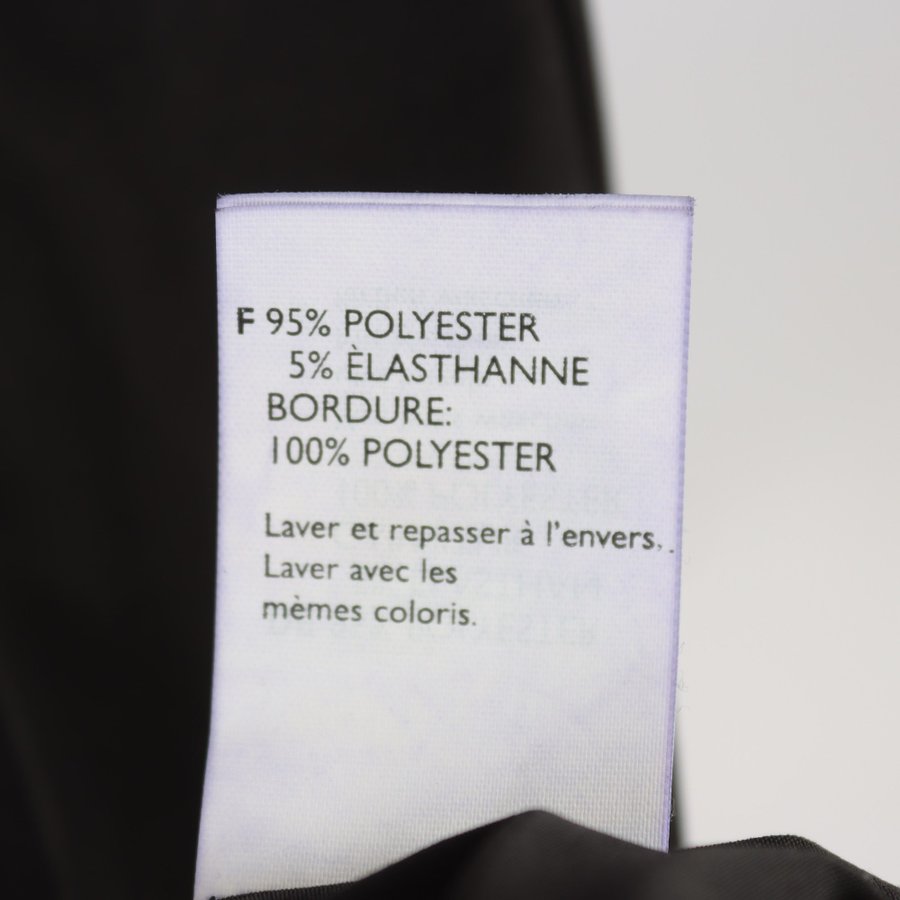 F 95% POLYESTER
5% ÈLASTHANNE
BORDURE:
100% POLYESTER
Laver et repasser à l'envers.
Laver avec les
mèmes coloris.